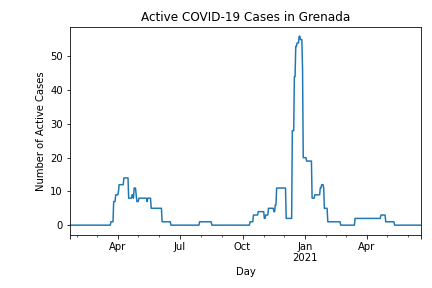 Active COVID-19 Cases in Grenada
Number of Active Cases
50
40
30
20
10
0
Apr Jul Oct Jan Apr
2021
Day